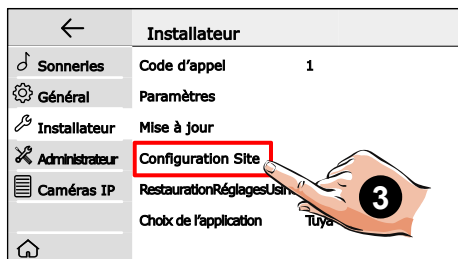 Installateur
Sonneries
Code d'appel 1
Général
Paramètres
Installateur
Mise à jour
Administrateur
Configuration Site
Caméras IP
RestaurationRéglagesUsin
Choix de l'application Tuya
3